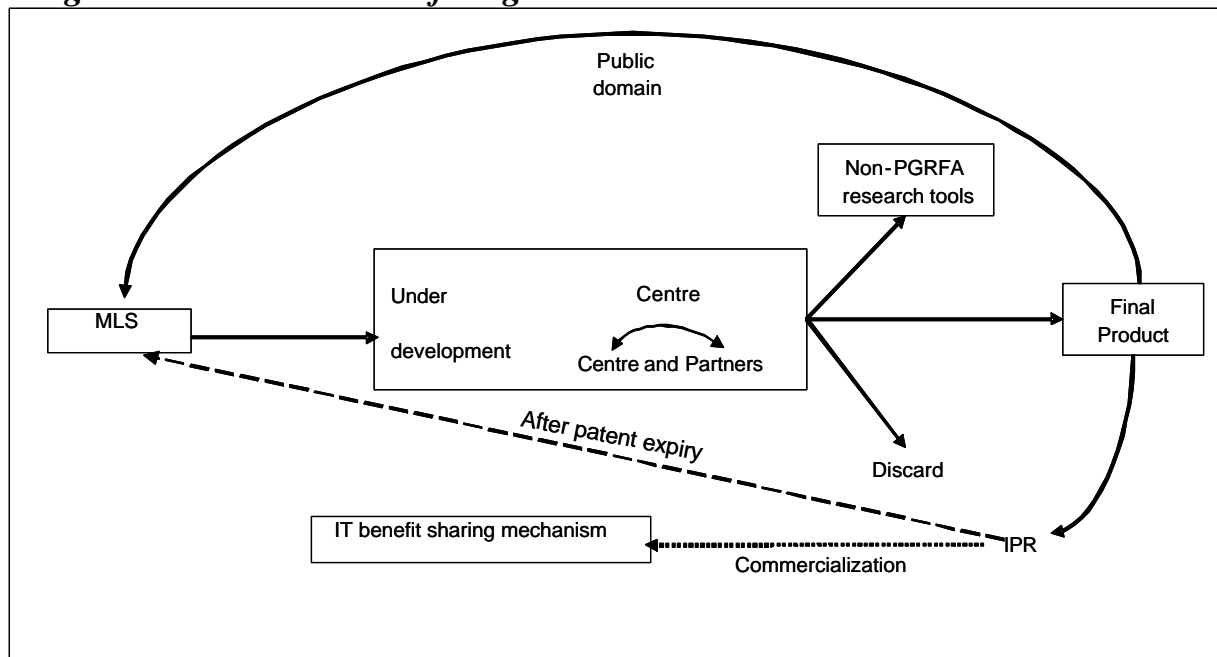 Public
domain
Non-PGRFA
research tools
Under
Centre
MLS
Final
Product
development
Centre and Partners
After patent expiry
Discard
IT benefit sharing mechanism
IPR
Commercialization